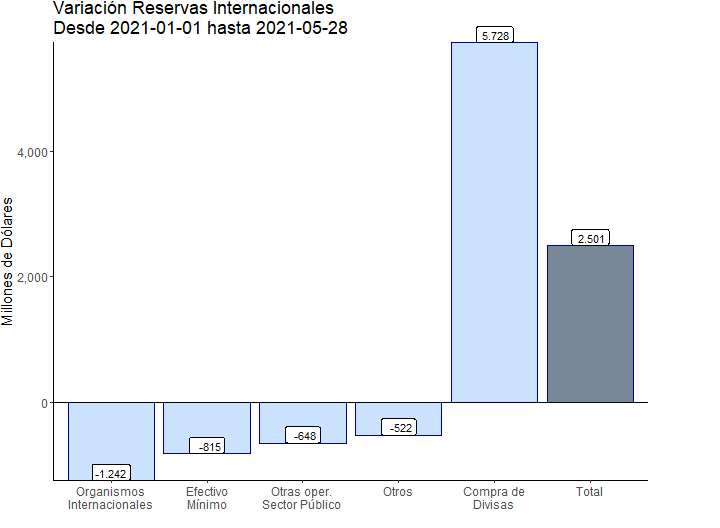 Variación Reservas Internacionales
Desde 2021-01-01 hasta 2021-05-28
Millones de Dólares
4,000
2,000
0
5.728
2.501
-1.242
-815
-648
-522
Organismos
Internacionales
Efectivo
Mínimo
Otras oper.
Sector Público
Otros
Compra de
Divisas
Total